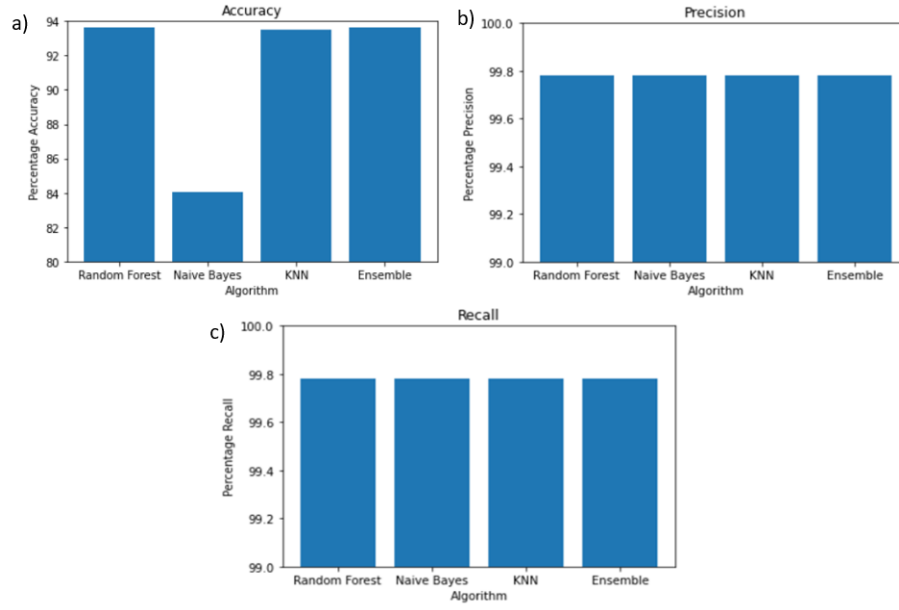 a)
Accuracy
Percentage Accuracy
94
92
90
88
86
84
82
80
Random Forest Naive Bayes KNN Ensemble
Algorithm
b)
Precision
Percentage Precision
100.0
99.8
99.6
99.4
99.2
99.0
Random Forest Naive Bayes KNN Ensemble
Algorithm
c)
Recall
Percentage Recall
100.0
99.8
99.6
99.4
99.2
99.0
Random Forest Naive Bayes KNN Ensemble
Algorithm